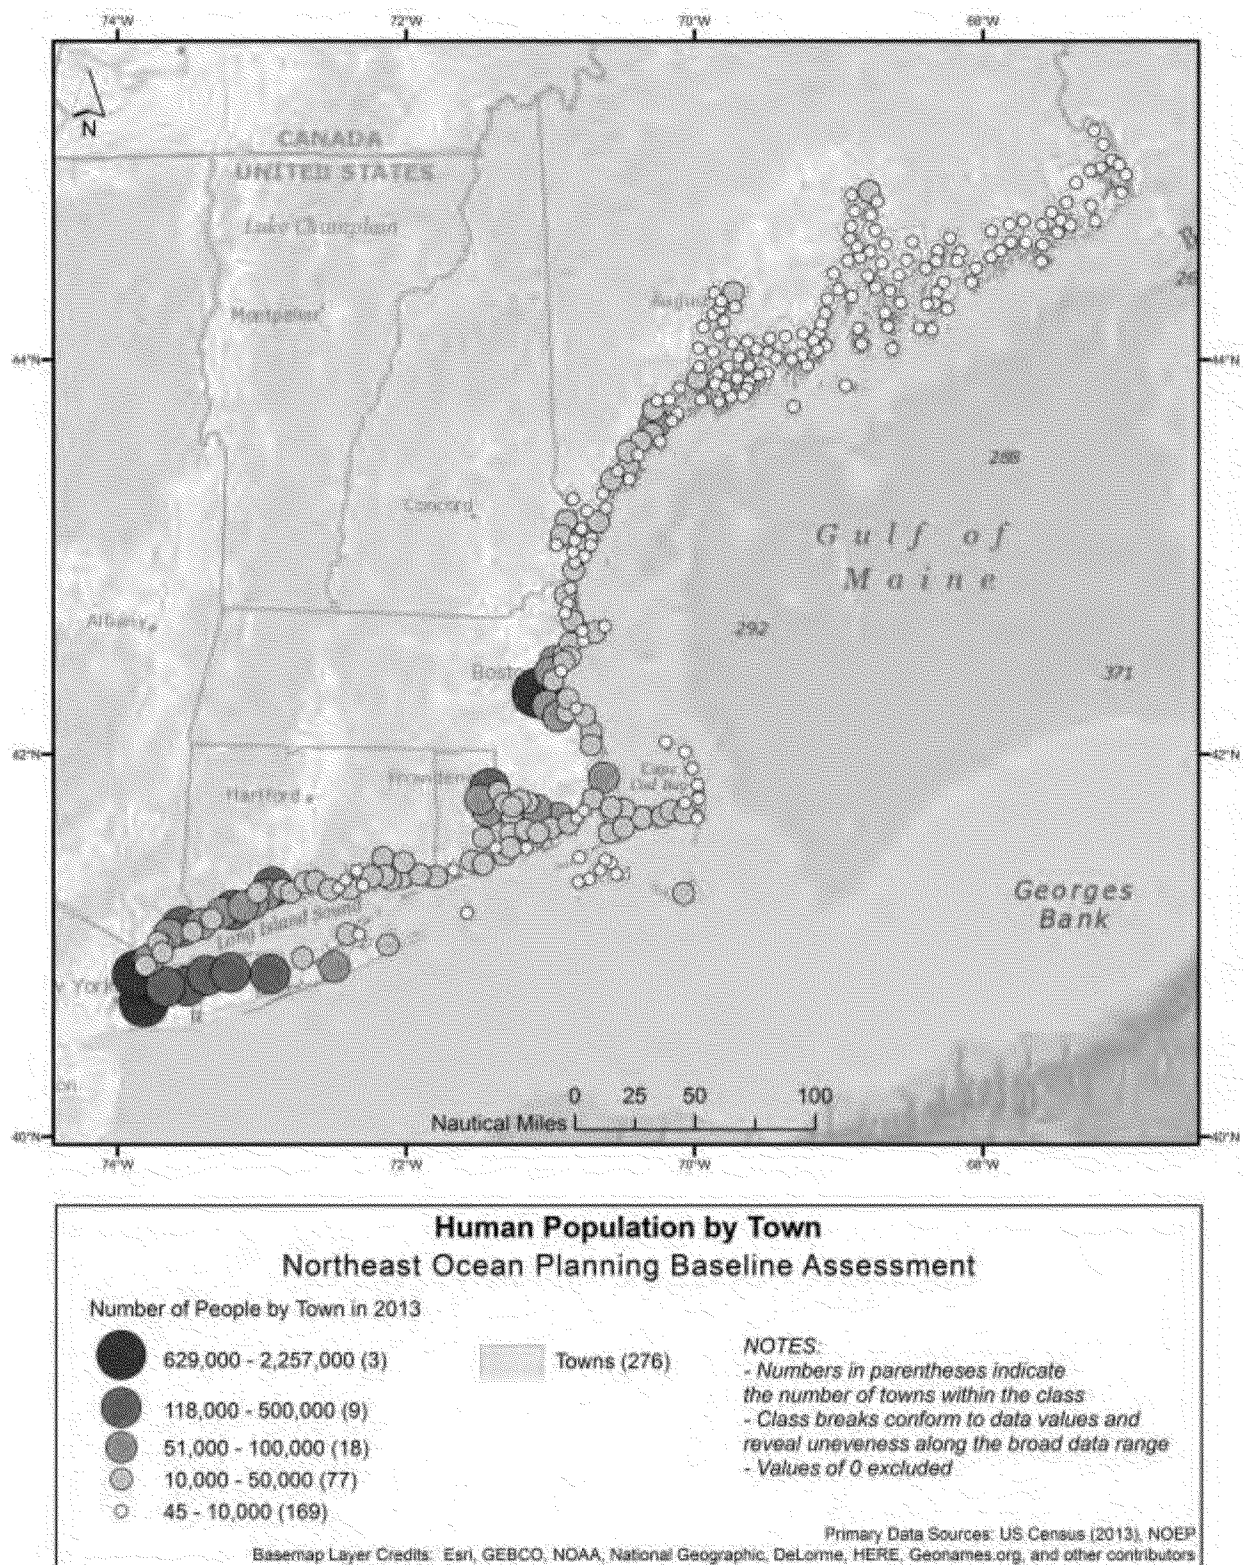 74°W 72°W 70°W 68°W
N
CANADA
UNITED STATES
Lake Champlain
Montpelier
44°N 44°N
288
Concord
Gulf of
Maine
Albany
292
Boston
371
42°N 42°N
Cape
Cod Bay
Providence
Hartford
Georges
Bank
Long Island Sound
0 25 50 100
Nautical Miles
40°N 40°N
74°W 72°W 70°W 68°W
Human Population by Town
Northeast Ocean Planning Baseline Assessment
Number of People by Town in 2013
629,000 - 2,257,000 (3)
118,000 - 500,000 (9)
51,000 - 100,000 (18)
10,000 - 50,000 (77)
45 - 10,000 (169)
Towns (276)
NOTES:
- Numbers in parentheses indicate
the number of towns within the class
- Class breaks conform to data values and
reveal uneveness along the broad data range
- Values of 0 excluded
Primary Data Sources: US Census (2013), NOEP
Basemap Layer Credits: Esri, GEBCO, NOAA, National Geographic, DeLorme, HERE, Geonames.org, and other contributors